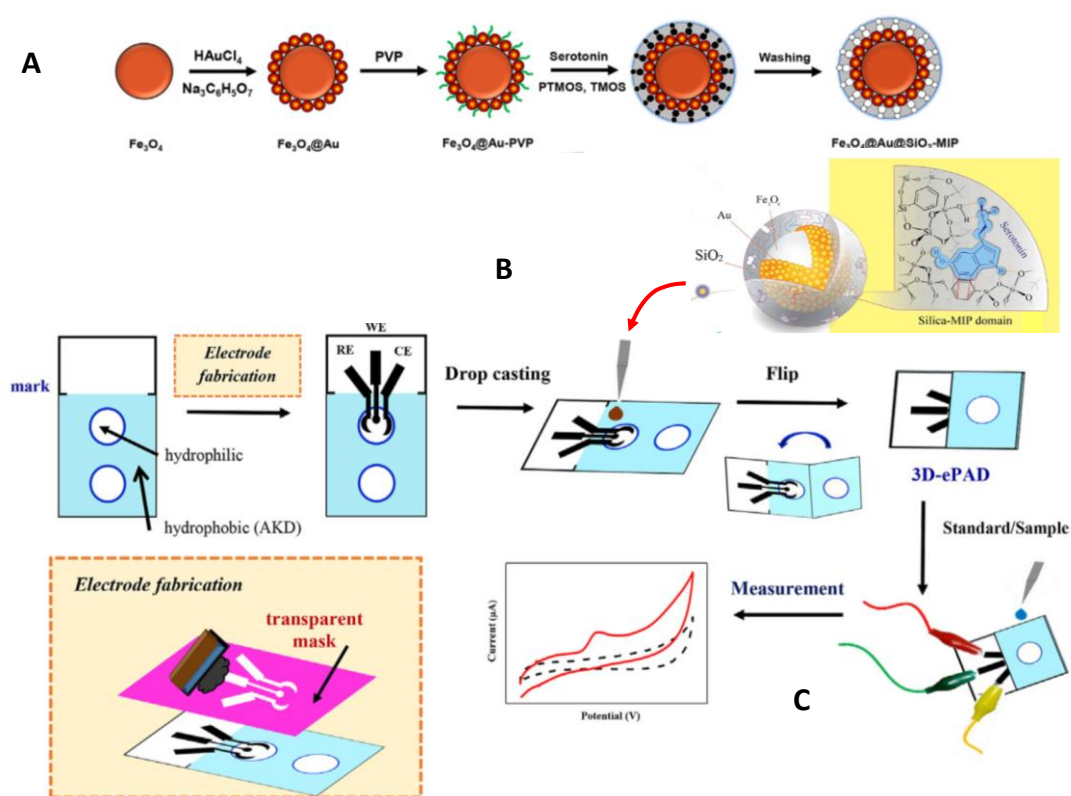 A
HAuCl₄
Na₃C₆H₅O₇
PVP
Serotonin
PTMOS, TMOS
Washing
Fe₃O₄
Fe₃O₄@Au
Fe₃O₄@Au-PVP
Fe₃O₄@Au@SiO₂-MIP
B
Fe₃O₄
Au
SiO₂
Serotonin
Silica-MIP domain
mark
Electrode
fabrication
WE
RE
CE
hydrophilic
hydrophobic (AKD)
Drop casting
Flip
3D-ePAD
Standard/Sample
Measurement
Current (µA)
Potential (V)
C
Electrode fabrication
transparent
mask